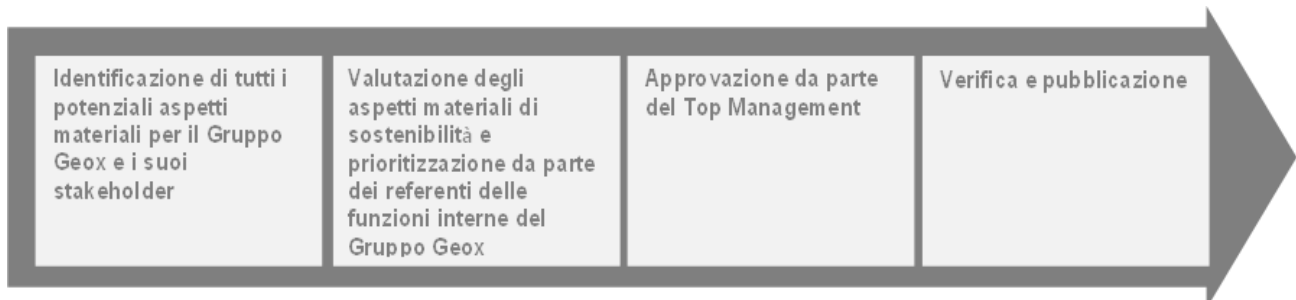 Identificazione di tutti i
potenziali aspetti
materiali per il Gruppo
Geox e i suoi
stakeholder
Valutazione degli
aspetti materiali di
sostenibilità e
prioritizzazione da parte
dei referenti delle
funzioni interne del
Gruppo Geox
Approvazione da parte
del Top Management
Verifica e pubblicazione